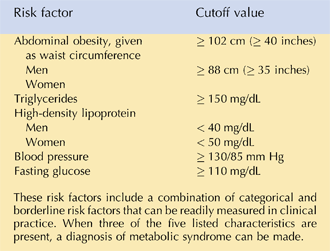 Risk factor Cutoff value
Abdominal obesity, given ≥ 102 cm (≥ 40 inches)
as waist circumference
Men ≥ 88 cm (≥ 35 inches)
Women
Triglycerides ≥ 150 mg/dL
High-density lipoprotein
Men < 40 mg/dL
Women < 50 mg/dL
Blood pressure ≥ 130/85 mm Hg
Fasting glucose ≥ 110 mg/dL
These risk factors include a combination of categorical and
borderline risk factors that can be readily measured in clinical
practice. When three of the five listed characteristics are
present, a diagnosis of metabolic syndrome can be made.